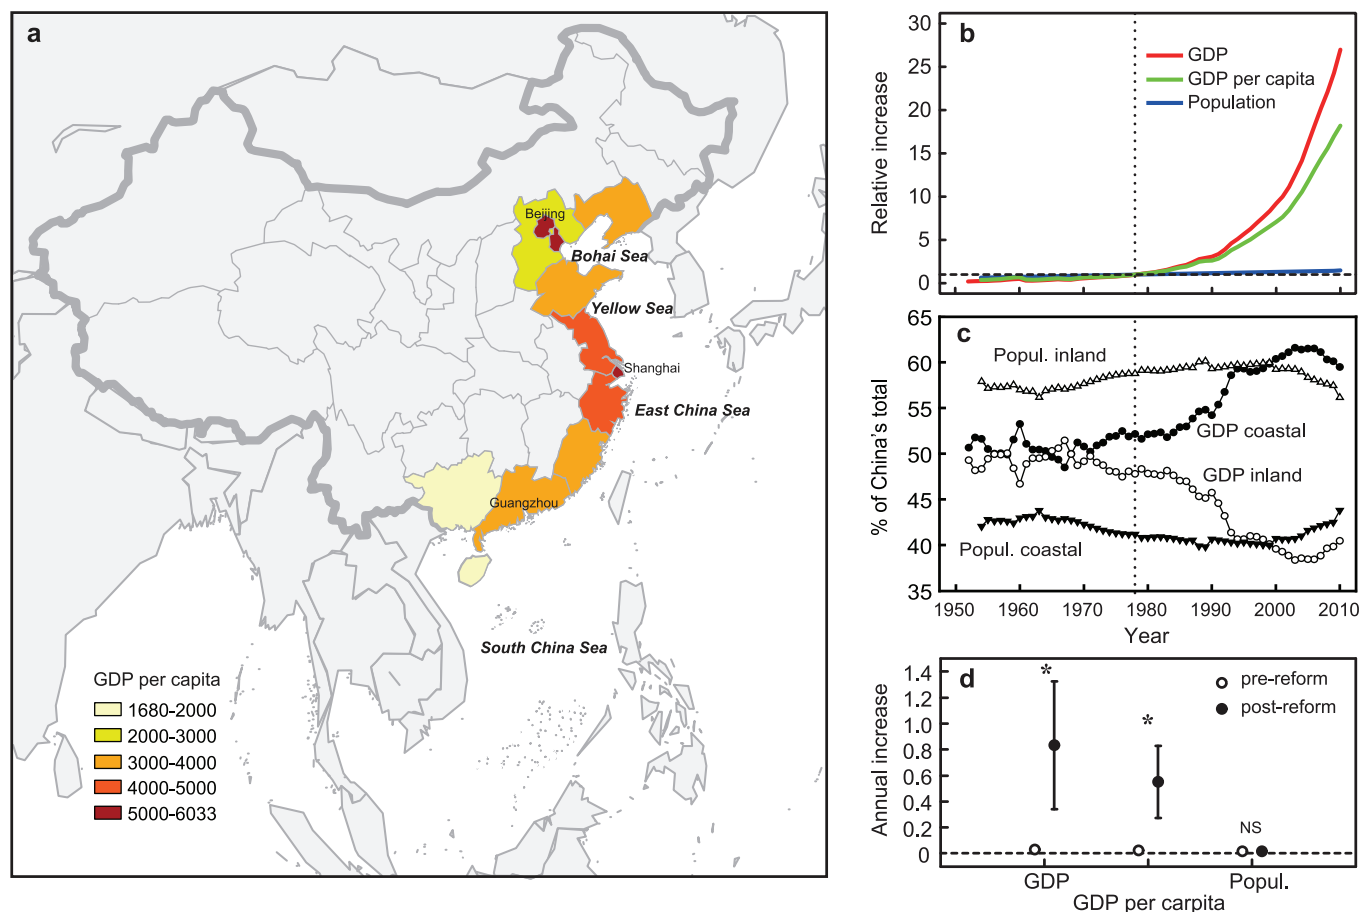 a
Beijing
Bohai Sea
Yellow Sea
Shanghai
East China Sea
Guangzhou
South China Sea
GDP per capita
1680-2000
2000-3000
3000-4000
4000-5000
5000-6033
b
30
25
20
15
10
5
0
Relative increase
GDP
GDP per capita
Population
c
65
60
55
50
45
40
35
% of China's total
Popul. inland
GDP coastal
GDP inland
Popul. coastal
1950 1960 1970 1980 1990 2000 2010
Year
d
1.4
1.2
1.0
0.8
0.6
0.4
0.2
0
Annual increase
pre-reform
post-reform
*
*
NS
GDP
Popul.
GDP per carpita